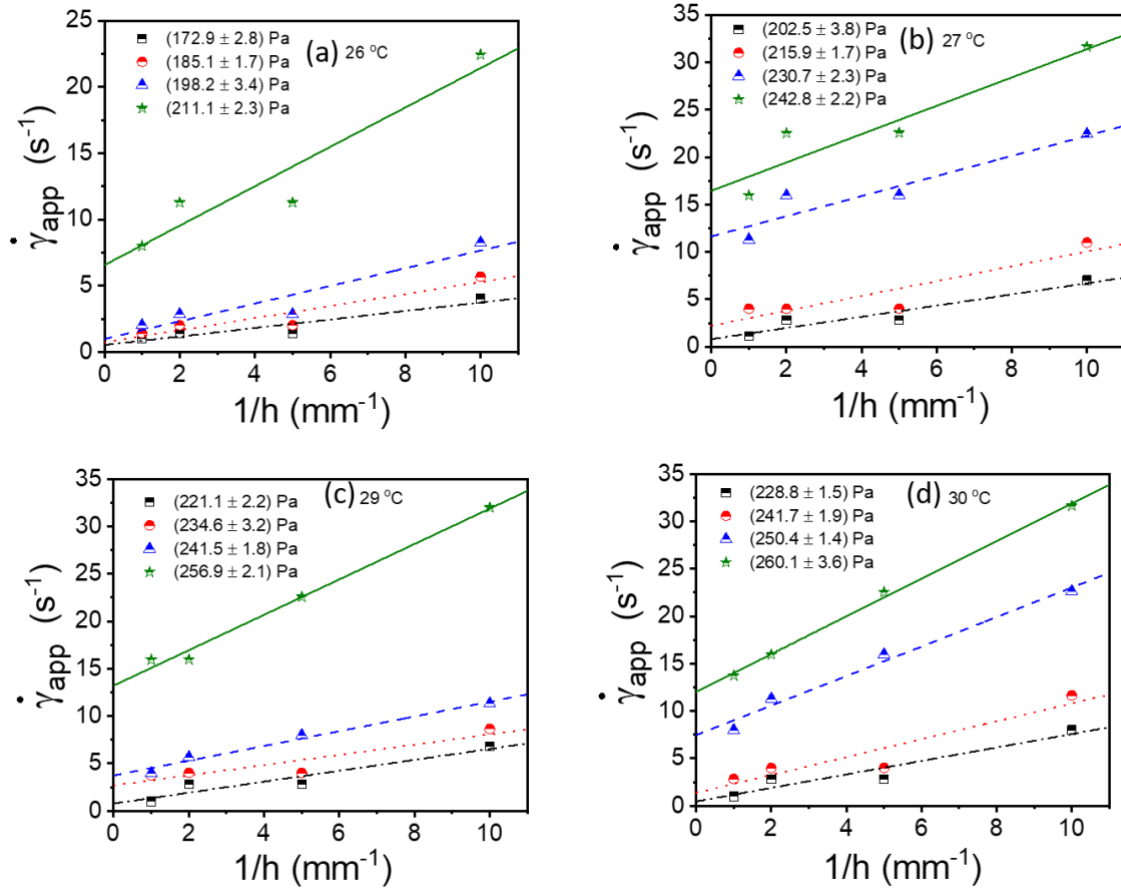 (a) 26 °C
(172.9 ± 2.8) Pa
(185.1 ± 1.7) Pa
(198.2 ± 3.4) Pa
(211.1 ± 2.3) Pa
25
20
15
10
5
0
γ̇app (s⁻¹)
0 2 4 6 8 10
1/h (mm⁻¹)
(b) 27 °C
(202.5 ± 3.8) Pa
(215.9 ± 1.7) Pa
(230.7 ± 2.3) Pa
(242.8 ± 2.2) Pa
35
30
25
20
15
10
5
0
γ̇app (s⁻¹)
0 2 4 6 8 10
1/h (mm⁻¹)
(c) 29 °C
(221.1 ± 2.2) Pa
(234.6 ± 3.2) Pa
(241.5 ± 1.8) Pa
(256.9 ± 2.1) Pa
35
30
25
20
15
10
5
0
γ̇app (s⁻¹)
0 2 4 6 8 10
1/h (mm⁻¹)
(d) 30 °C
(228.8 ± 1.5) Pa
(241.7 ± 1.9) Pa
(250.4 ± 1.4) Pa
(260.1 ± 3.6) Pa
35
30
25
20
15
10
5
0
γ̇app (s⁻¹)
0 2 4 6 8 10
1/h (mm⁻¹)